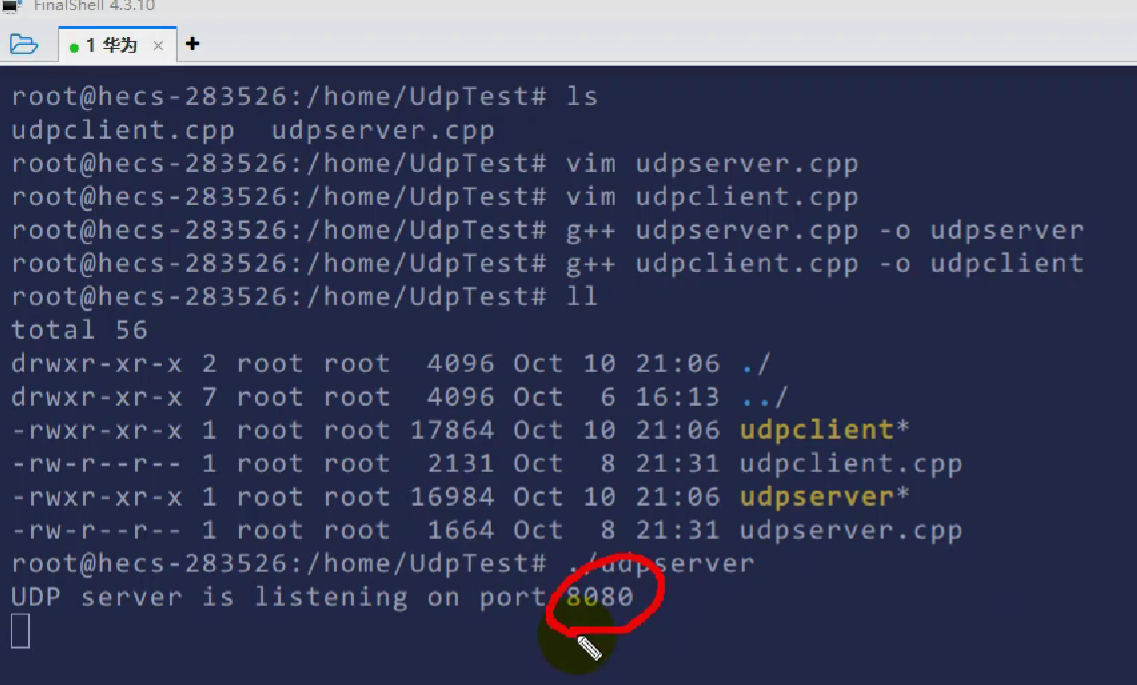 FinalShell 4.3.10
1 华为 × +
root@hecs-283526:/home/UdpTest# ls
udpclient.cpp  udpserver.cpp
root@hecs-283526:/home/UdpTest# vim udpserver.cpp
root@hecs-283526:/home/UdpTest# vim udpclient.cpp
root@hecs-283526:/home/UdpTest# g++ udpserver.cpp -o udpserver
root@hecs-283526:/home/UdpTest# g++ udpclient.cpp -o udpclient
root@hecs-283526:/home/UdpTest# ll
total 56
drwxr-xr-x 2 root root  4096 Oct 10 21:06 ./
drwxr-xr-x 7 root root  4096 Oct  6 16:13 ../
-rwxr-xr-x 1 root root 17864 Oct 10 21:06 udpclient*
-rw-r--r-- 1 root root  2131 Oct  8 21:31 udpclient.cpp
-rwxr-xr-x 1 root root 16984 Oct 10 21:06 udpserver*
-rw-r--r-- 1 root root  1664 Oct  8 21:31 udpserver.cpp
root@hecs-283526:/home/UdpTest# ./udpserver
UDP server is listening on port 8080